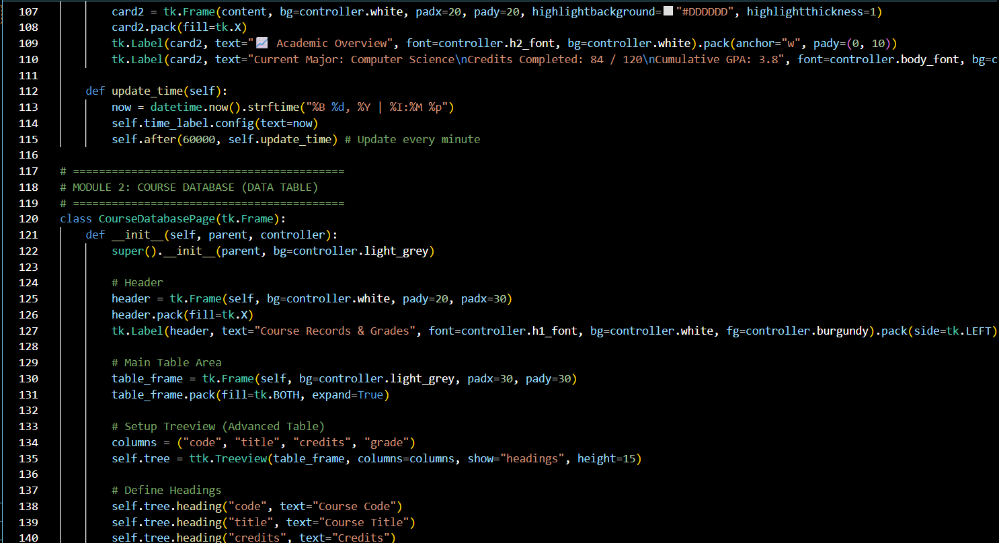 107 card2 = tk.Frame(content, bg=controller.white, padx=20, pady=20, highlightbackground="#DDDDDD", highlightthickness=1)
108 card2.pack(fill=tk.X)
109 tk.Label(card2, text="📈 Academic Overview", font=controller.h2_font, bg=controller.white).pack(anchor="w", pady=(0, 10))
110 tk.Label(card2, text="Current Major: Computer Science\nCredits Completed: 84 / 120\nCumulative GPA: 3.8", font=controller.body_font, bg=c
111
112 def update_time(self):
113 now = datetime.now().strftime("%B %d, %Y | %I:%M %p")
114 self.time_label.config(text=now)
115 self.after(60000, self.update_time) # Update every minute
116
117 # ==========================================
118 # MODULE 2: COURSE DATABASE (DATA TABLE)
119 # ==========================================
120 class CourseDatabasePage(tk.Frame):
121 def __init__(self, parent, controller):
122 super().__init__(parent, bg=controller.light_grey)
123
124 # Header
125 header = tk.Frame(self, bg=controller.white, pady=20, padx=30)
126 header.pack(fill=tk.X)
127 tk.Label(header, text="Course Records & Grades", font=controller.h1_font, bg=controller.white, fg=controller.burgundy).pack(side=tk.LEFT)
128
129 # Main Table Area
130 table_frame = tk.Frame(self, bg=controller.light_grey, padx=30, pady=30)
131 table_frame.pack(fill=tk.BOTH, expand=True)
132
133 # Setup Treeview (Advanced Table)
134 columns = ("code", "title", "credits", "grade")
135 self.tree = ttk.Treeview(table_frame, columns=columns, show="headings", height=15)
136
137 # Define Headings
138 self.tree.heading("code", text="Course Code")
139 self.tree.heading("title", text="Course Title")
140 self.tree.heading("credits", text="Credits")